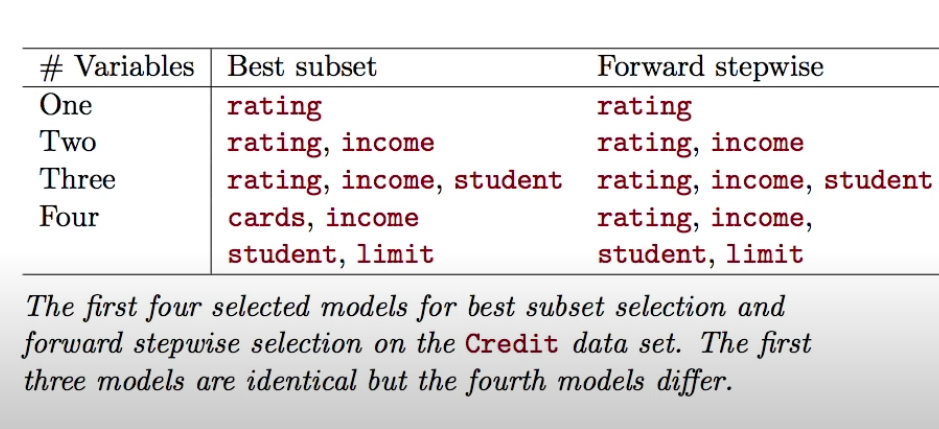 # Variables Best subset Forward stepwise
One rating rating
Two rating, income rating, income
Three rating, income, student rating, income, student
Four cards, income rating, income,
student, limit student, limit
The first four selected models for best subset selection and
forward stepwise selection on the Credit data set. The first
three models are identical but the fourth models differ.